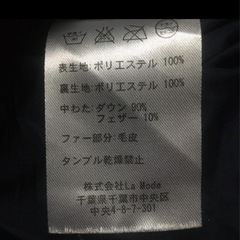 表生地: ポリエステル 100%
裏生地: ポリエステル 100%
中わた: ダウン 90%
フェザー 10%
ファー部分: 毛皮
タンブル乾燥禁止
株式会社La Mode
千葉県千葉市中央区
中央4-8-7-301